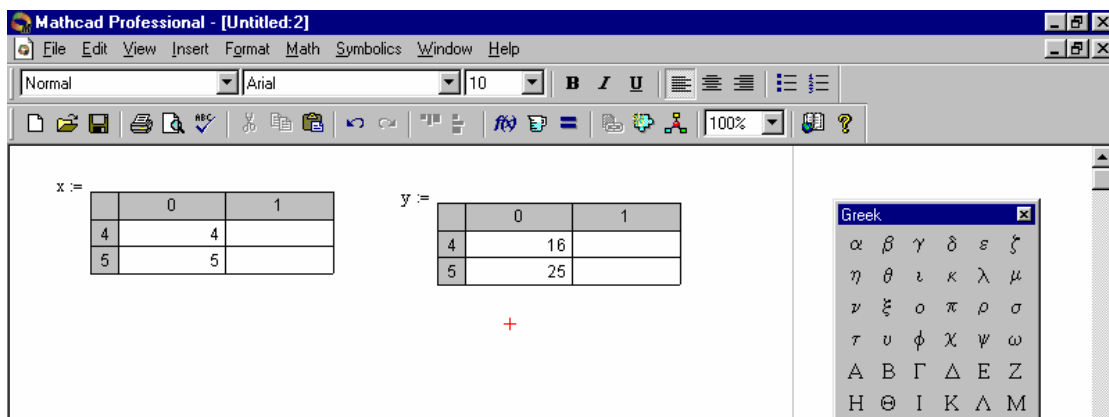 Mathcad Professional - [Untitled:2]
File Edit View Insert Format Math Symbolics Window Help
Normal Arial 10 B I U
ABC f(x) = 100% ?
x := y :=
0 1 0 1
4 4 4 16
5 5 5 25
Greek
α β γ δ ε ζ
η θ ι κ λ μ
ν ξ ο π ρ σ
τ υ ϕ χ ψ ω
Α Β Γ Δ Ε Ζ
Η Θ Ι Κ Λ Μ